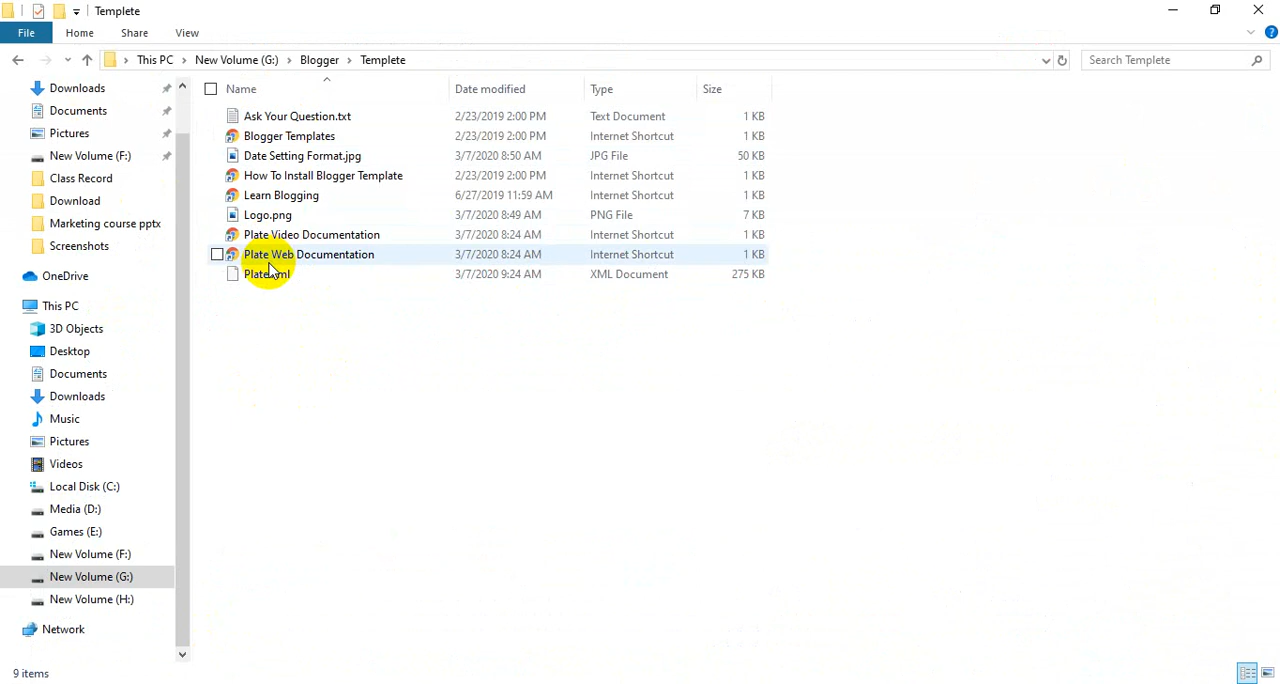 Templete
File Home Share View
This PC New Volume (G:) Blogger Templete Search Templete
Downloads
Documents
Pictures
New Volume (F:)
Class Record
Download
Marketing course pptx
Screenshots
OneDrive
This PC
3D Objects
Desktop
Documents
Downloads
Music
Pictures
Videos
Local Disk (C:)
Media (D:)
Games (E:)
New Volume (F:)
New Volume (G:)
New Volume (H:)
Network
Name Date modified Type Size
Ask Your Question.txt 2/23/2019 2:00 PM Text Document 1 KB
Blogger Templates 2/23/2019 2:00 PM Internet Shortcut 1 KB
Date Setting Format.jpg 3/7/2020 8:50 AM JPG File 50 KB
How To Install Blogger Template 2/23/2019 2:00 PM Internet Shortcut 1 KB
Learn Blogging 6/27/2019 11:59 AM Internet Shortcut 1 KB
Logo.png 3/7/2020 8:49 AM PNG File 7 KB
Plate Video Documentation 3/7/2020 8:24 AM Internet Shortcut 1 KB
Plate Web Documentation 3/7/2020 8:24 AM Internet Shortcut 1 KB
Plate.xml 3/7/2020 9:24 AM XML Document 275 KB
9 items